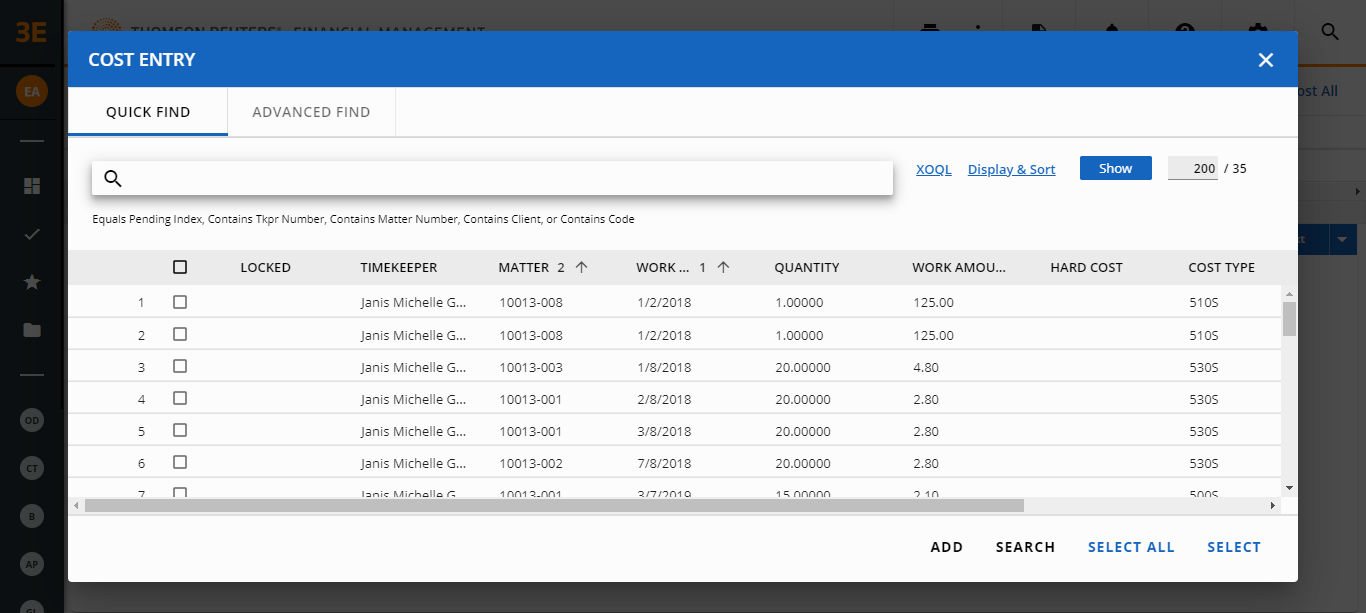 3E
THOMSON REUTERS® FINANCIAL MANAGEMENT
COST ENTRY
EA
QUICK FIND
ADVANCED FIND
ost All
XOQL
Display & Sort
Show
200 / 35
Equals Pending Index, Contains Tkpr Number, Contains Matter Number, Contains Client, or Contains Code
LOCKED TIMEKEEPER MATTER 2 WORK ... 1 QUANTITY WORK AMOU... HARD COST COST TYPE
1 Janis Michelle G... 10013-008 1/2/2018 1.00000 125.00 510S
2 Janis Michelle G... 10013-008 1/2/2018 1.00000 125.00 510S
3 Janis Michelle G... 10013-003 1/8/2018 20.00000 4.80 530S
4 Janis Michelle G... 10013-001 2/8/2018 20.00000 2.80 530S
5 Janis Michelle G... 10013-001 3/8/2018 20.00000 2.80 530S
6 Janis Michelle G... 10013-002 7/8/2018 20.00000 2.80 530S
7 Janis Michelle G... 10013-001 3/7/2019 15.00000 2.10 500S
OD
CT
B
AP
GL
ADD
SEARCH
SELECT ALL
SELECT